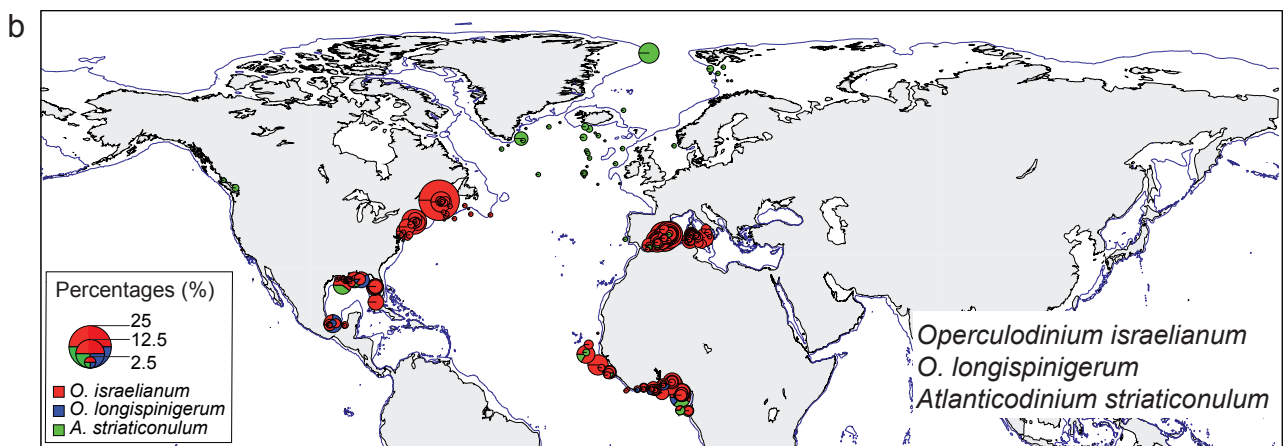 b
Percentages (%)
25
12.5
2.5
O. israelianum
O. longispinigerum
A. striaticonulum
Operculodinium israelianum
O. longispinigerum
Atlanticodinium striaticonulum